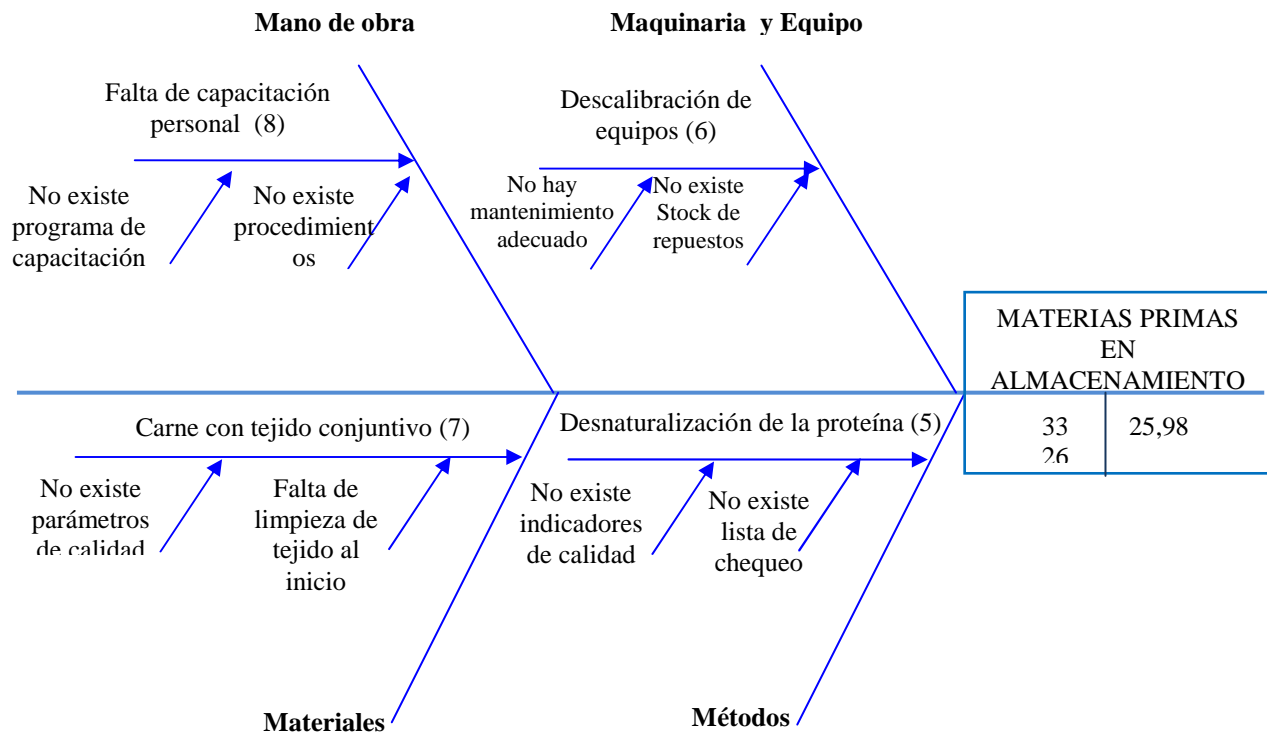 Mano de obra
Maquinaria y Equipo
Falta de capacitación
personal (8)
Descalibración de
equipos (6)
No existe
programa de
capacitación
No existe
procedimient
os
No hay
mantenimiento
adecuado
No existe
Stock de
repuestos
MATERIAS PRIMAS
EN
ALMACENAMIENTO
33
26
25,98
Carne con tejido conjuntivo (7)
Desnaturalización de la proteína (5)
No existe
parámetros
de calidad
Falta de
limpieza de
tejido al
inicio
No existe
indicadores
de calidad
No existe
lista de
chequeo
Materiales
Métodos